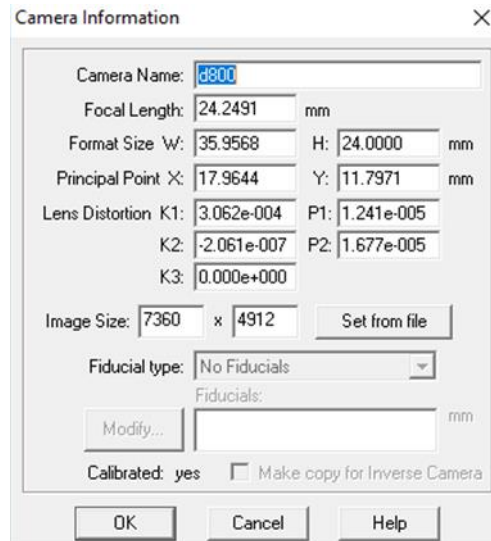 Camera Information
Camera Name: d800
Focal Length: 24.2491 mm
Format Size W: 35.9568 H: 24.0000 mm
Principal Point X: 17.9644 Y: 11.7971 mm
Lens Distortion K1: 3.062e-004 P1: 1.241e-005
K2: -2.061e-007 P2: 1.677e-005
K3: 0.000e+000
Image Size: 7360 x 4912 Set from file
Fiducial type: No Fiducials
Fiducials:
Modify... mm
Calibrated: yes Make copy for Inverse Camera
OK Cancel Help